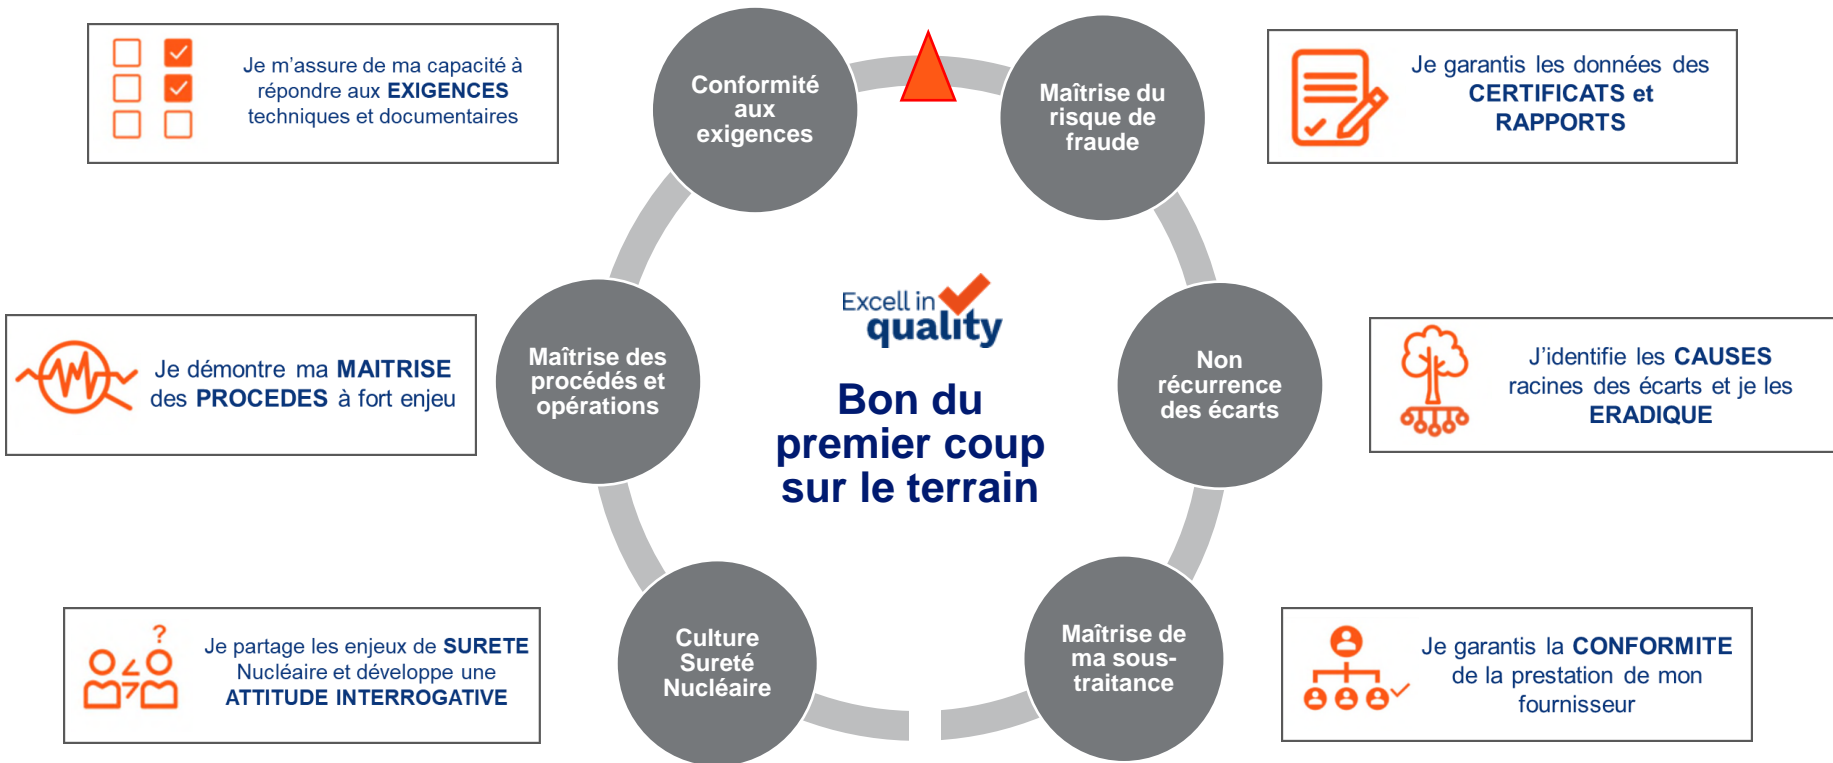 Je m’assure de ma capacité à
répondre aux EXIGENCES
techniques et documentaires
Conformité
aux
exigences
Maîtrise du
risque de
fraude
Je garantis les données des
CERTIFICATS et
RAPPORTS
Je démontre ma MAITRISE
des PROCEDES à fort enjeu
Maîtrise des
procédés et
opérations
Excell in
quality
Bon du
premier coup
sur le terrain
Non
récurrence
des écarts
J’identifie les CAUSES
racines des écarts et je les
ERADIQUE
?
Je partage les enjeux de SURETE
Nucléaire et développe une
ATTITUDE INTERROGATIVE
Culture
Sureté
Nucléaire
Maîtrise de
ma sous-
traitance
Je garantis la CONFORMITE
de la prestation de mon
fournisseur